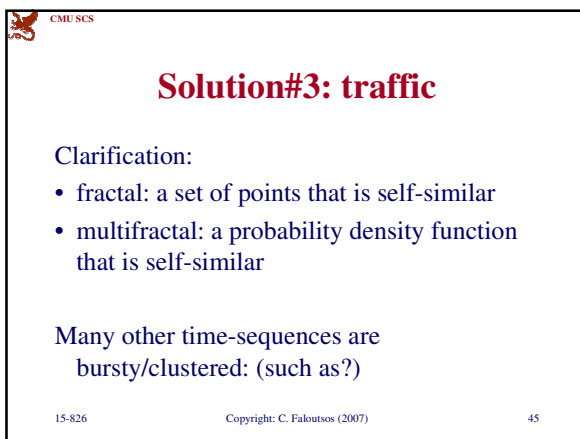 CMU SCS
Solution#3: traffic
Clarification:
• fractal: a set of points that is self-similar
• multifractal: a probability density function
that is self-similar
Many other time-sequences are
bursty/clustered: (such as?)
15-826 Copyright: C. Faloutsos (2007) 45